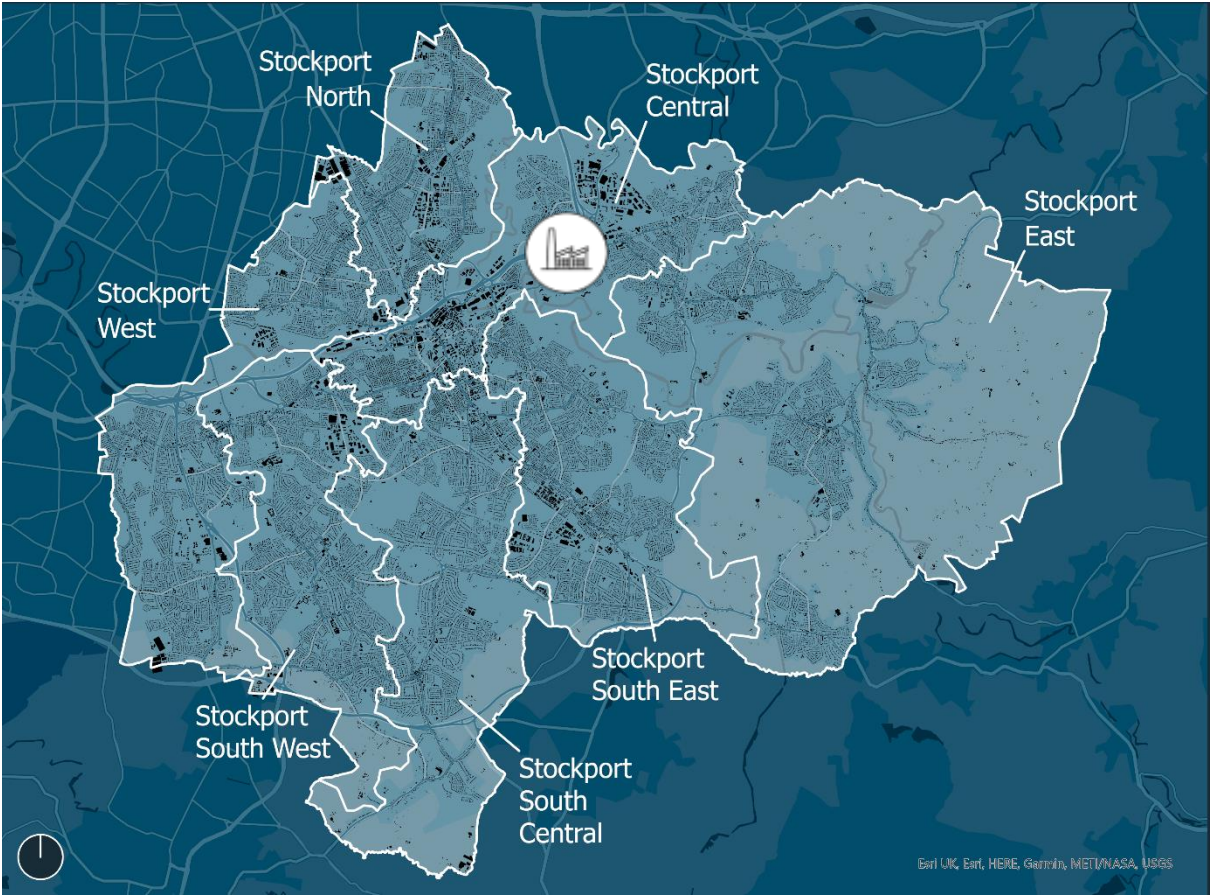 Stockport
North
Stockport
Central
Stockport
East
Stockport
West
Stockport
South East
Stockport
South West
Stockport
South
Central
Esri UK, Esri, HERE, Garmin, METI/NASA, USGS